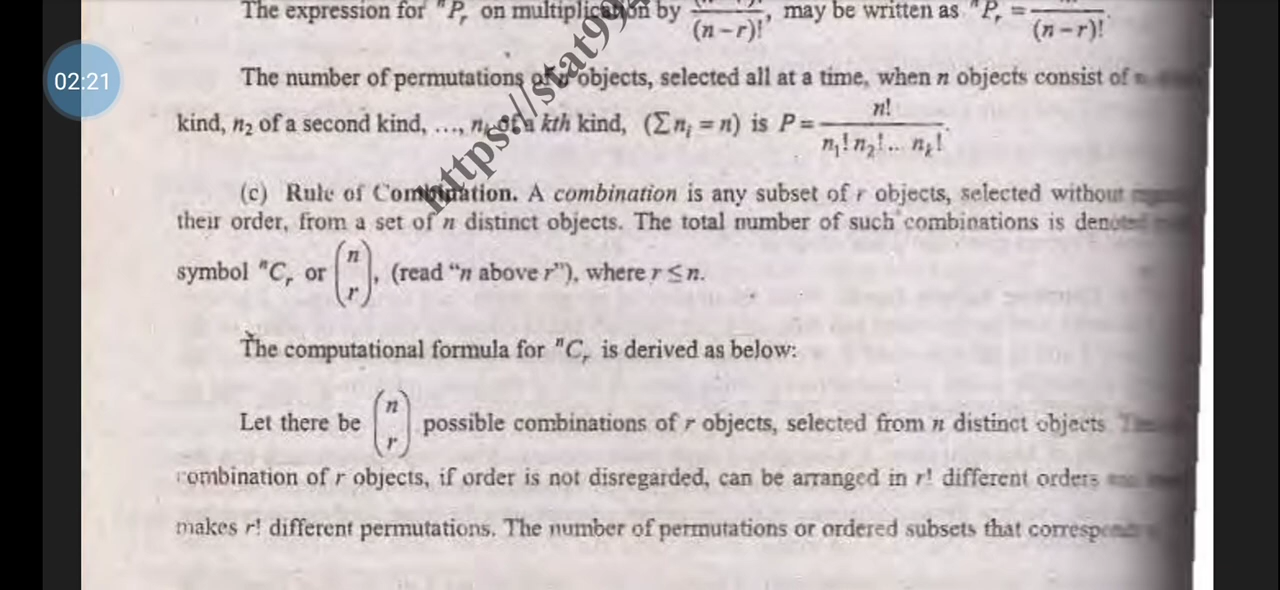 The expression for ⁿPᵣ on multiplication by (n−r)!, may be written as ⁿPᵣ = (n−r)!
02:21
The number of permutations of objects, selected all at a time, when n objects consist of
kind, n₂ of a second kind, ..., of a kth kind, (Σnᵢ = n) is P = n! / n₁! n₂! .. nₖ!
(c) Rule of Combination. A combination is any subset of r objects, selected without
their order, from a set of n distinct objects. The total number of such combinations is denoted
symbol ⁿCᵣ or (n r), (read "n above r"), where r ≤ n.
The computational formula for ⁿCᵣ is derived as below:
Let there be (n r) possible combinations of r objects, selected from n distinct objects
combination of r objects, if order is not disregarded, can be arranged in r! different orders
makes r! different permutations. The number of permutations or ordered subsets that
https://stat9